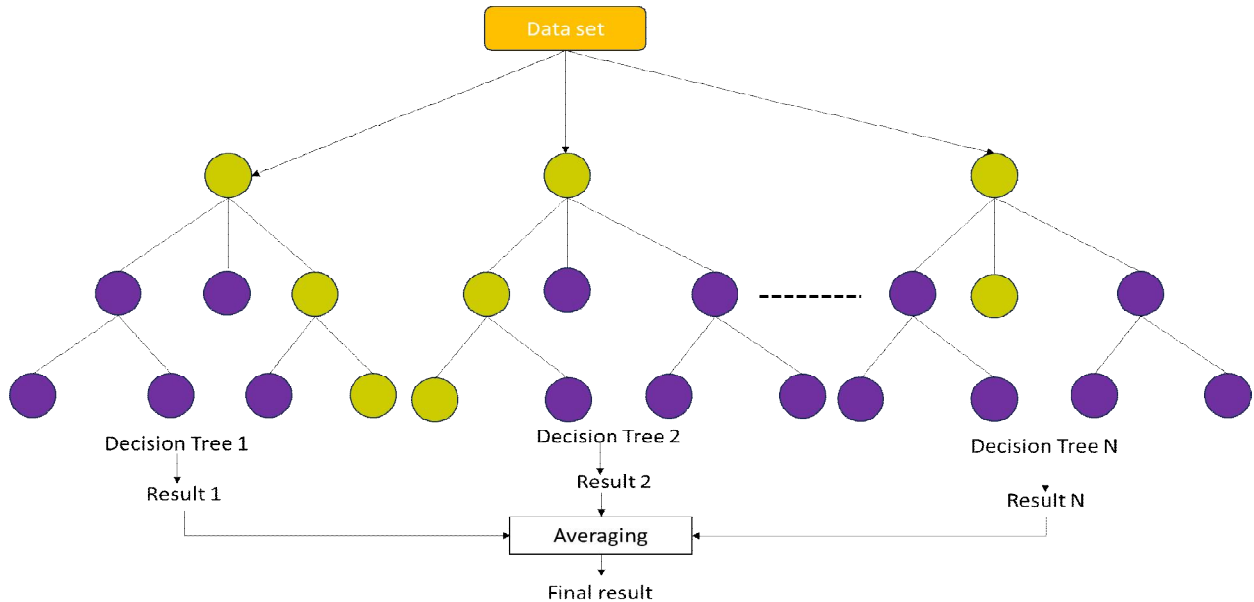 Data set
Decision Tree 1
Decision Tree 2
Decision Tree N
Result 1
Result 2
Result N
Averaging
Final result